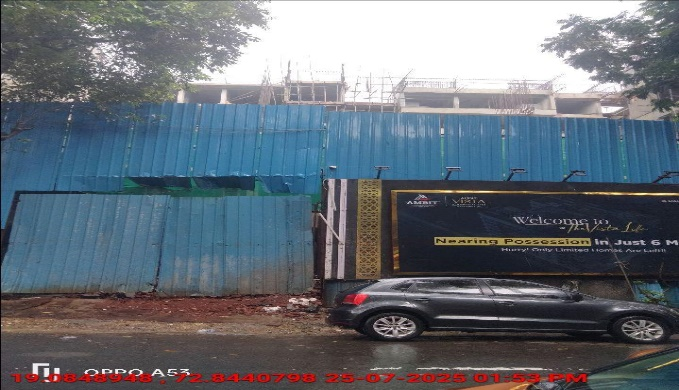 AMBIT
VISTA
Welcome to
The Vista Life
Nearing Possession in Just 6 M
Hurry! Only Limited Homes Are Left!!
OPPO A53
19.0848948 , 72.8440798 25-07-2025 01:53 PM